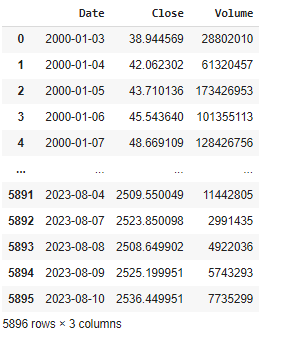 Date Close Volume
0 2000-01-03 38.944569 28802010
1 2000-01-04 42.062302 61320457
2 2000-01-05 43.710136 173426953
3 2000-01-06 45.543640 101355113
4 2000-01-07 48.669109 128426756
... ... ... ...
5891 2023-08-04 2509.550049 11442805
5892 2023-08-07 2523.850098 2991435
5893 2023-08-08 2508.649902 4922036
5894 2023-08-09 2525.199951 5743293
5895 2023-08-10 2536.449951 7735299
5896 rows × 3 columns